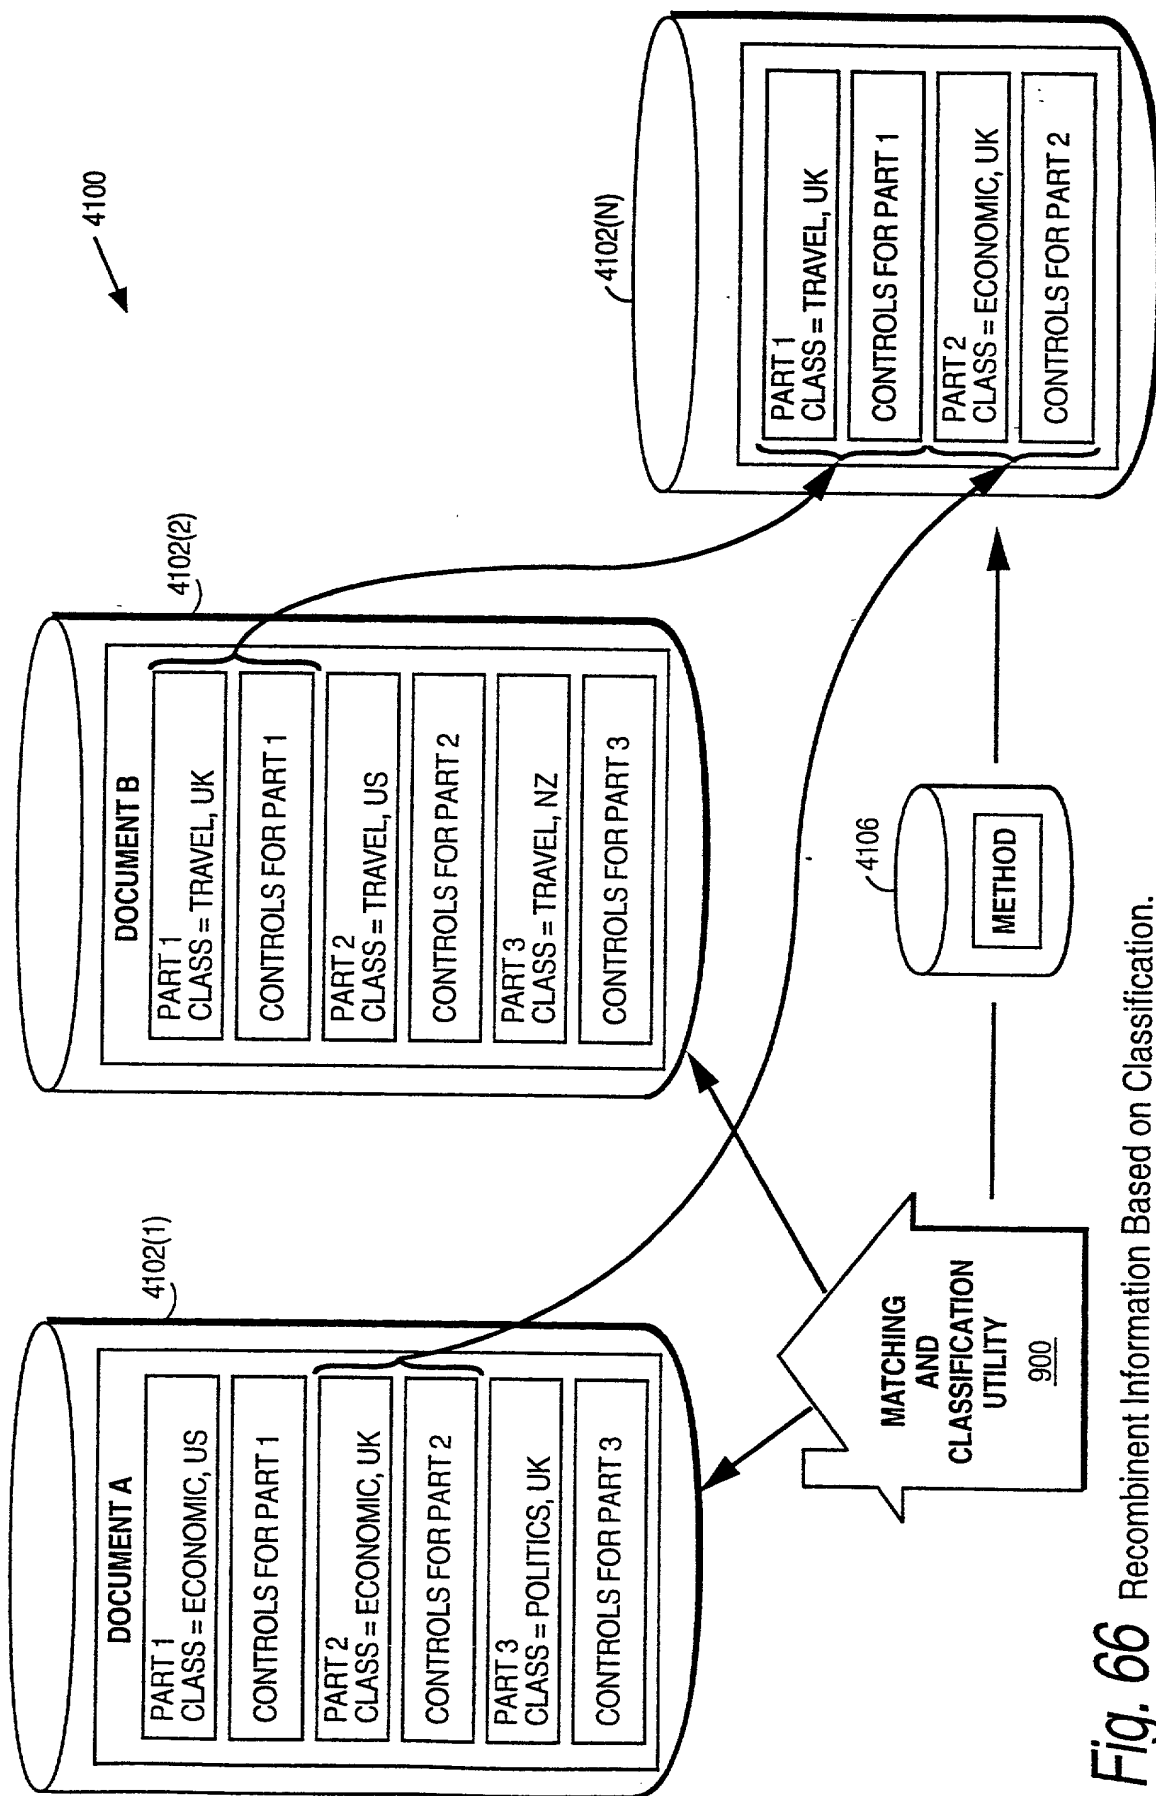 4100
4102(1)
DOCUMENT A
PART 1
CLASS = ECONOMIC, US
CONTROLS FOR PART 1
PART 2
CLASS = ECONOMIC, UK
CONTROLS FOR PART 2
PART 3
CLASS = POLITICS, UK
CONTROLS FOR PART 3
4102(2)
DOCUMENT B
PART 1
CLASS = TRAVEL, UK
CONTROLS FOR PART 1
PART 2
CLASS = TRAVEL, US
CONTROLS FOR PART 2
PART 3
CLASS = TRAVEL, NZ
CONTROLS FOR PART 3
4102(N)
PART 1
CLASS = TRAVEL, UK
CONTROLS FOR PART 1
PART 2
CLASS = ECONOMIC, UK
CONTROLS FOR PART 2
MATCHING
AND
CLASSIFICATION
UTILITY
900
4106
METHOD
Fig. 66 Recombinent Information Based on Classification.